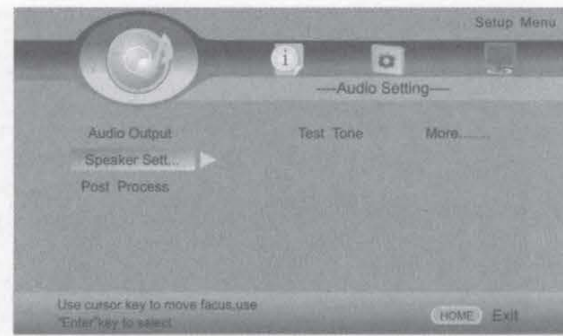 Setup Menu
i
----Audio Setting----
Audio Output
Test Tone
More.......
Speaker Sett...
Post Process
Use cursor key to move facus,use
"Enter"key to select
HOME Exit